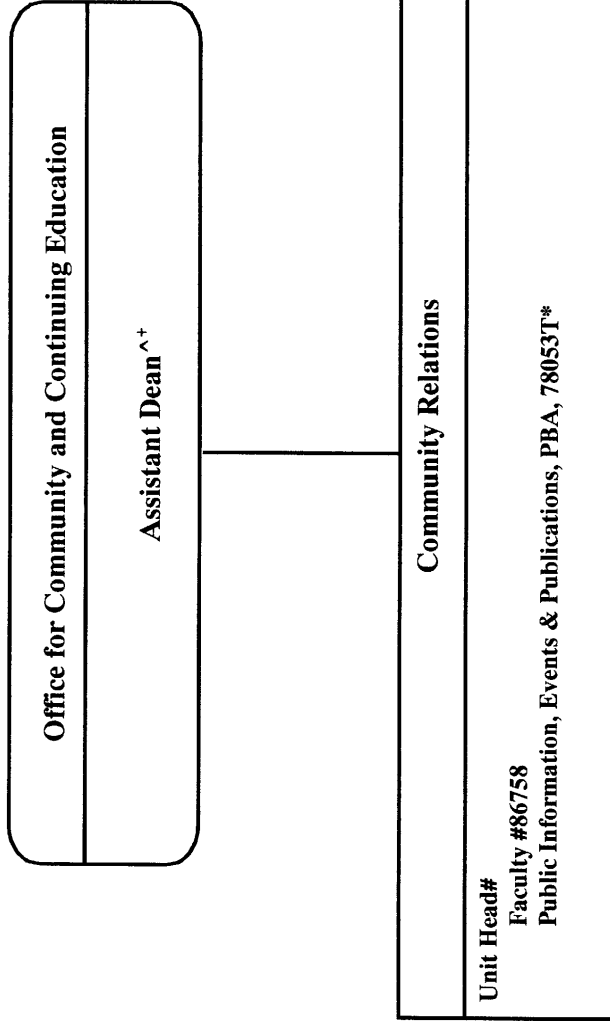 Office for Community and Continuing Education
Assistant Dean^+
Community Relations
Unit Head#
Faculty #86758
Public Information, Events & Publications, PBA, 78053T*